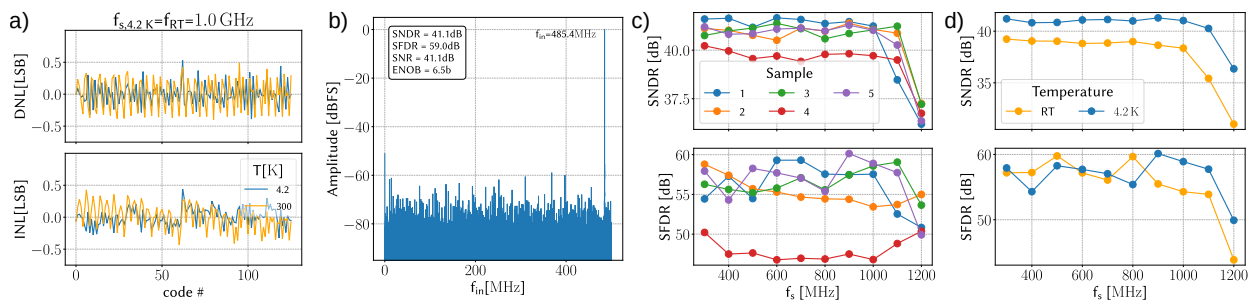 a)
f_s,4.2 K=f_RT=1.0 GHz
DNL[LSB]
0.5
0.0
−0.5
INL[LSB]
0.5
0.0
−0.5
T[K]
4.2
300
0
50
100
code #
b)
Amplitude [dBFS]
0
−20
−40
−60
−80
SNDR = 41.1dB
SFDR = 59.0dB
SNR = 41.1dB
ENOB = 6.5b
f_in=485.4MHz
0
200
400
f_in[MHz]
c)
SNDR [dB]
40.0
37.5
Sample
1
2
3
4
5
SFDR [dB]
60
55
50
400
600
800
1000
1200
f_s [MHz]
d)
SNDR [dB]
40
35
Temperature
RT
4.2 K
SFDR [dB]
60
50
400
600
800
1000
1200
f_s [MHz]